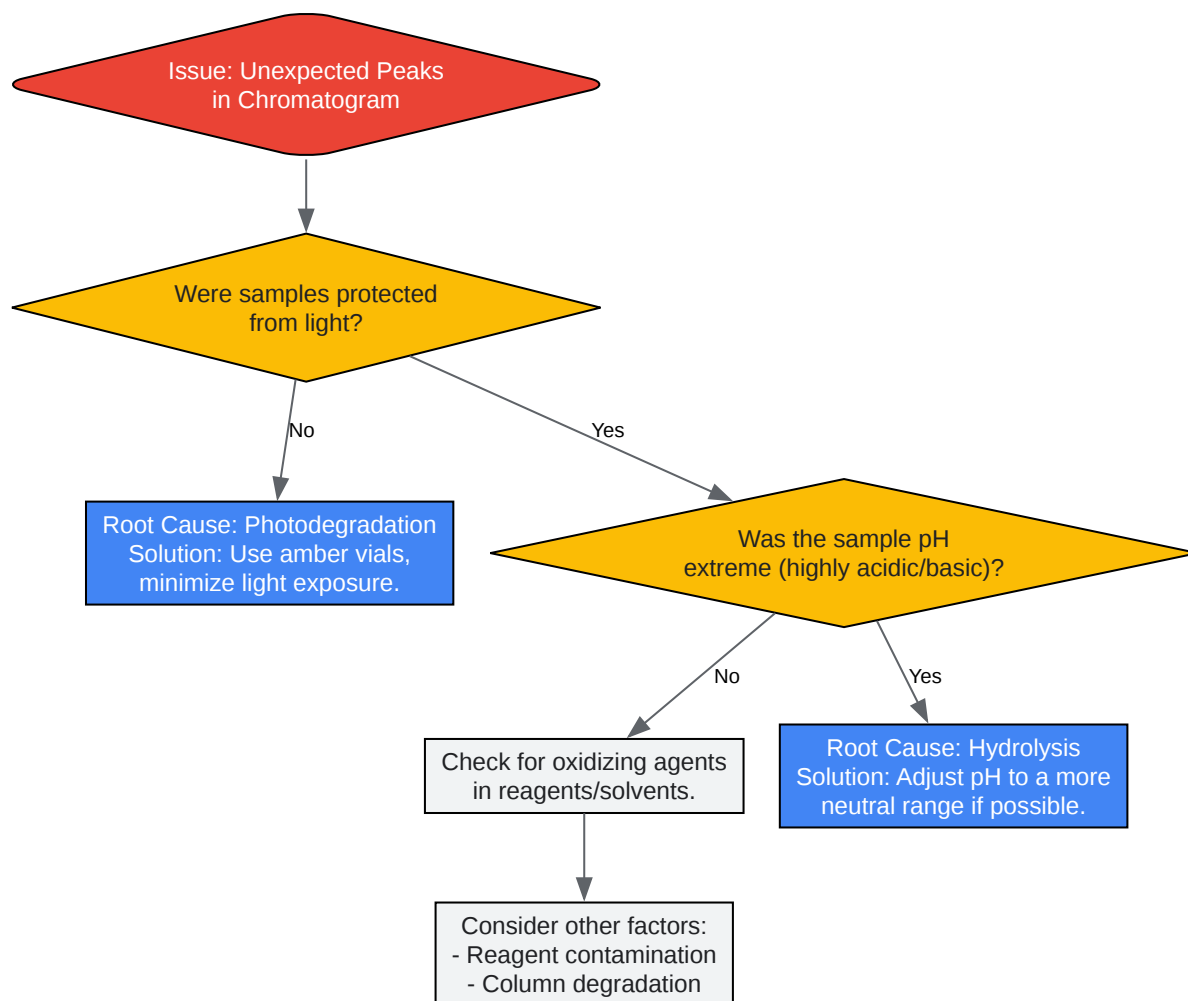 Issue: Unexpected Peaks
in Chromatogram
Were samples protected
from light?
No
Yes
Root Cause: Photodegradation
Solution: Use amber vials,
minimize light exposure.
Was the sample pH
extreme (highly acidic/basic)?
No
Yes
Check for oxidizing agents
in reagents/solvents.
Root Cause: Hydrolysis
Solution: Adjust pH to a more
neutral range if possible.
Consider other factors:
- Reagent contamination
- Column degradation